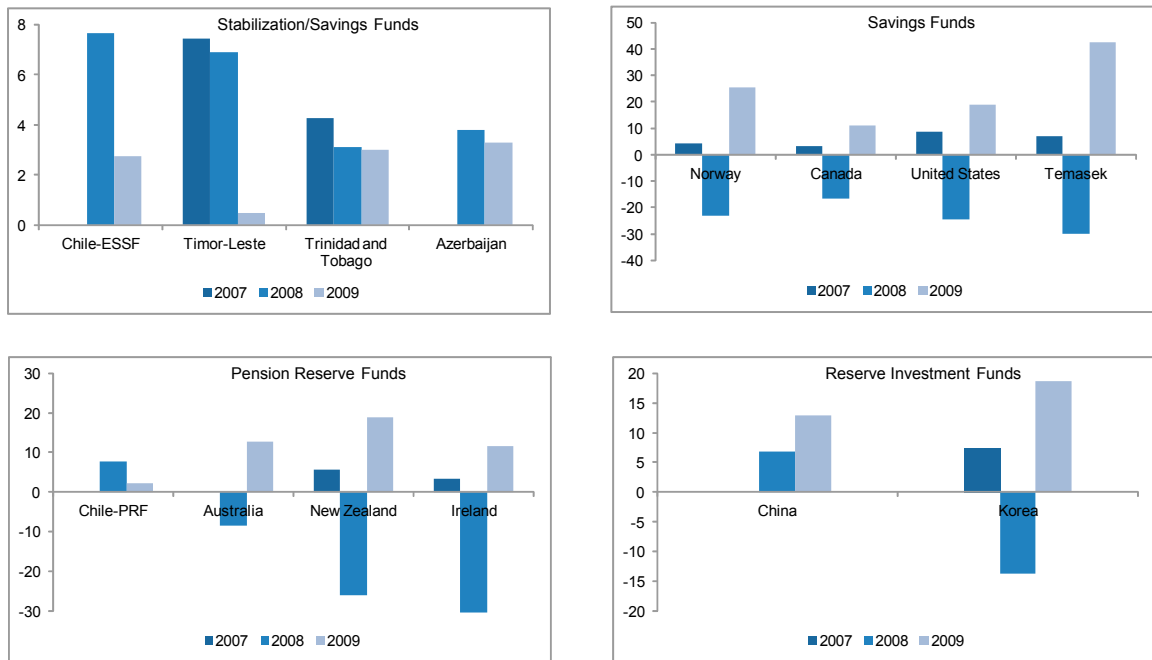 Stabilization/Savings Funds
8
6
4
2
0
Chile-ESSF Timor-Leste Trinidad and Tobago Azerbaijan
2007 2008 2009
Savings Funds
50
40
30
20
10
0
-10
-20
-30
-40
Norway Canada United States Temasek
2007 2008 2009
Pension Reserve Funds
30
20
10
0
-10
-20
-30
Chile-PRF Australia New Zealand Ireland
2007 2008 2009
Reserve Investment Funds
20
15
10
5
0
-5
-10
-15
-20
China Korea
2007 2008 2009